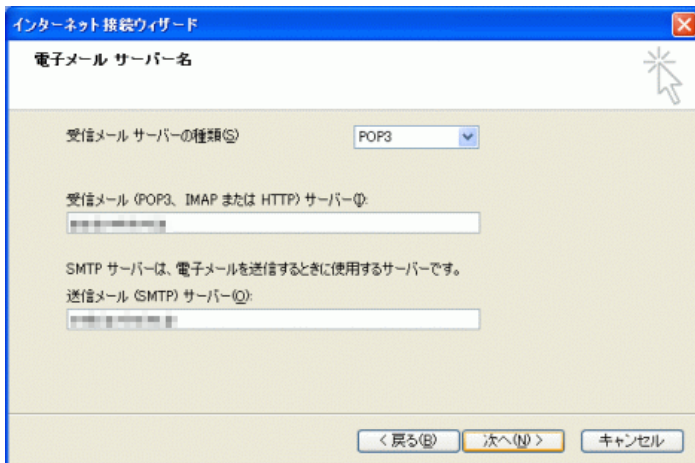 インターネット接続ウィザード
電子メール サーバー名
受信メール サーバーの種類(S)
POP3
受信メール (POP3、IMAP または HTTP) サーバー(I):
SMTP サーバーは、電子メールを送信するときに使用するサーバーです。
送信メール (SMTP) サーバー(O):
< 戻る(B)
次へ(N) >
キャンセル